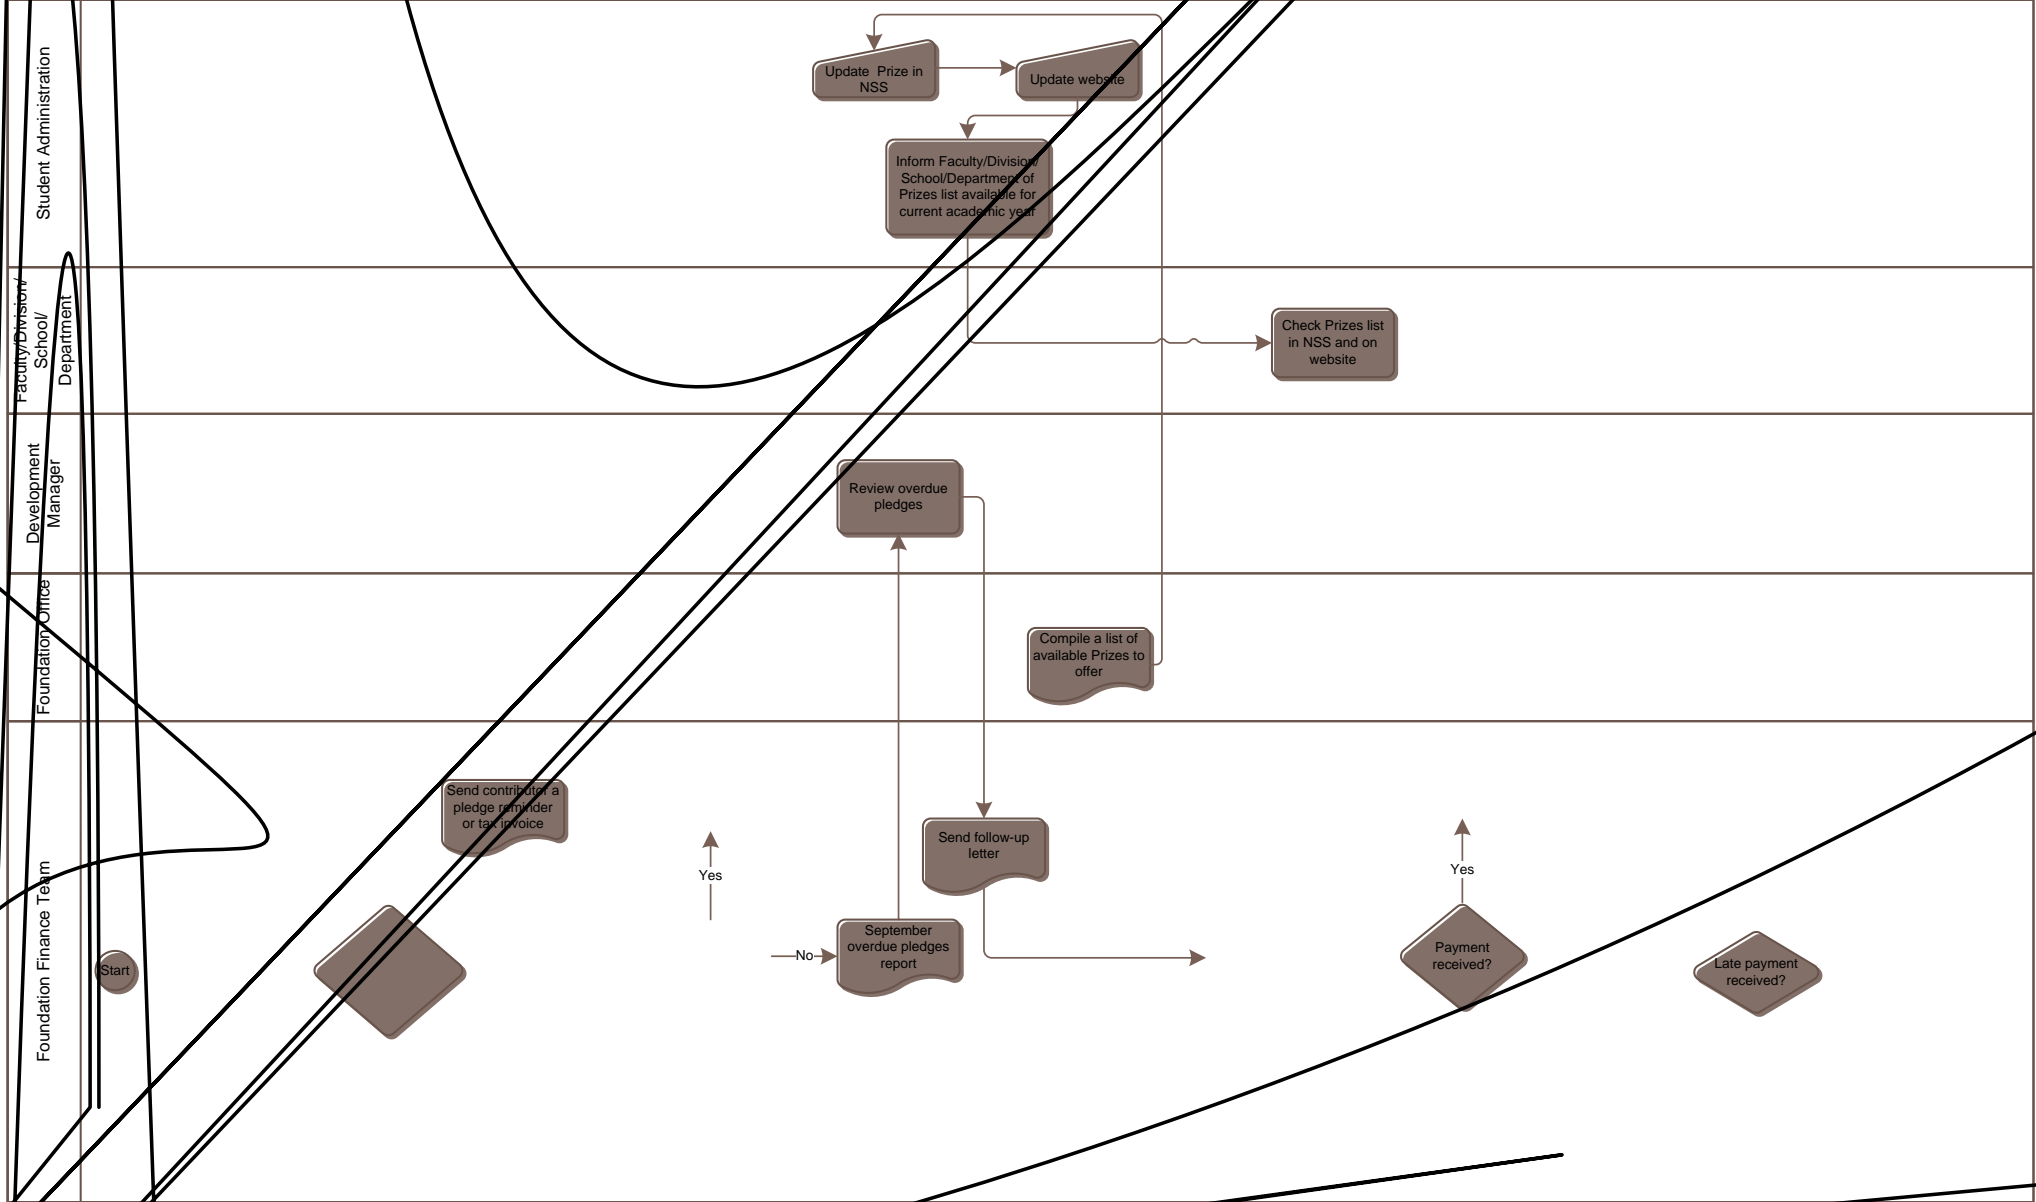 Student Administration
Update  Prize in
NSS
Update website
Inform Faculty/Division/
School/Department of
Prizes list available for
current academic year
Faculty/Division/
School/
Department
Check Prizes list
in NSS and on
website
Development
Manager
Review overdue
pledges
Foundation Office
Compile a list of
available Prizes to
offer
Foundation Finance Team
Send contributor a
pledge reminder
or tax invoice
Yes
Send follow-up
letter
Yes
Start
No
September
overdue pledges
report
Payment
received?
Late payment
received?